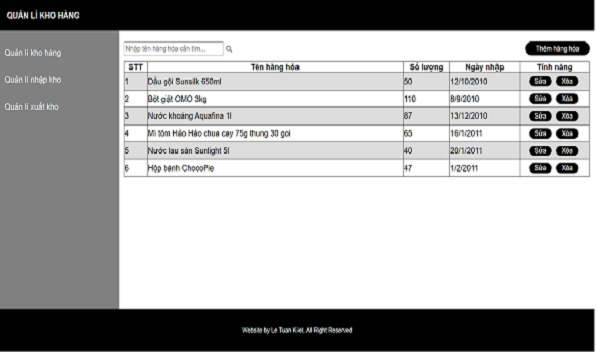 QUẢN LÍ KHO HÀNG
Quản lí kho hàng
Quản lí nhập kho
Quản lí xuất kho
Nhập tên hàng hóa cần tìm...
Thêm hàng hóa
STT Tên hàng hóa Số lượng Ngày nhập Tính năng
1 Dầu gội Sunsilk 650ml 50 12/10/2010 Sửa Xóa
2 Bột giặt OMO 3kg 110 8/9/2010 Sửa Xóa
3 Nước khoáng Aquafina 1l 87 13/12/2010 Sửa Xóa
4 Mì tôm Hảo Hảo chua cay 75g thung 30 goi 65 16/1/2011 Sửa Xóa
5 Nước lau sàn Sunlight 5l 40 20/1/2011 Sửa Xóa
6 Hộp bánh ChocoPie 47 1/2/2011 Sửa Xóa
Website by Le Tuan Kiet. All Right Reserved